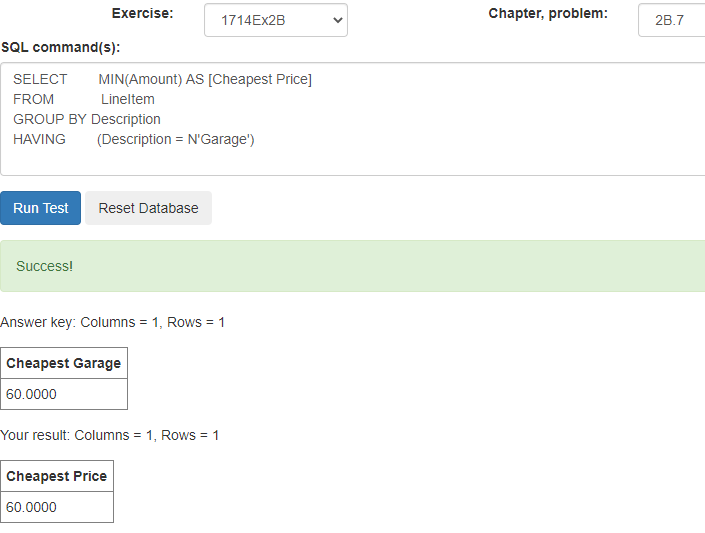 Exercise: 1714Ex2B Chapter, problem: 2B.7
SQL command(s):
SELECT MIN(Amount) AS [Cheapest Price]
FROM LineItem
GROUP BY Description
HAVING (Description = N'Garage')
Run Test Reset Database
Success!
Answer key: Columns = 1, Rows = 1
Cheapest Garage
60.0000
Your result: Columns = 1, Rows = 1
Cheapest Price
60.0000